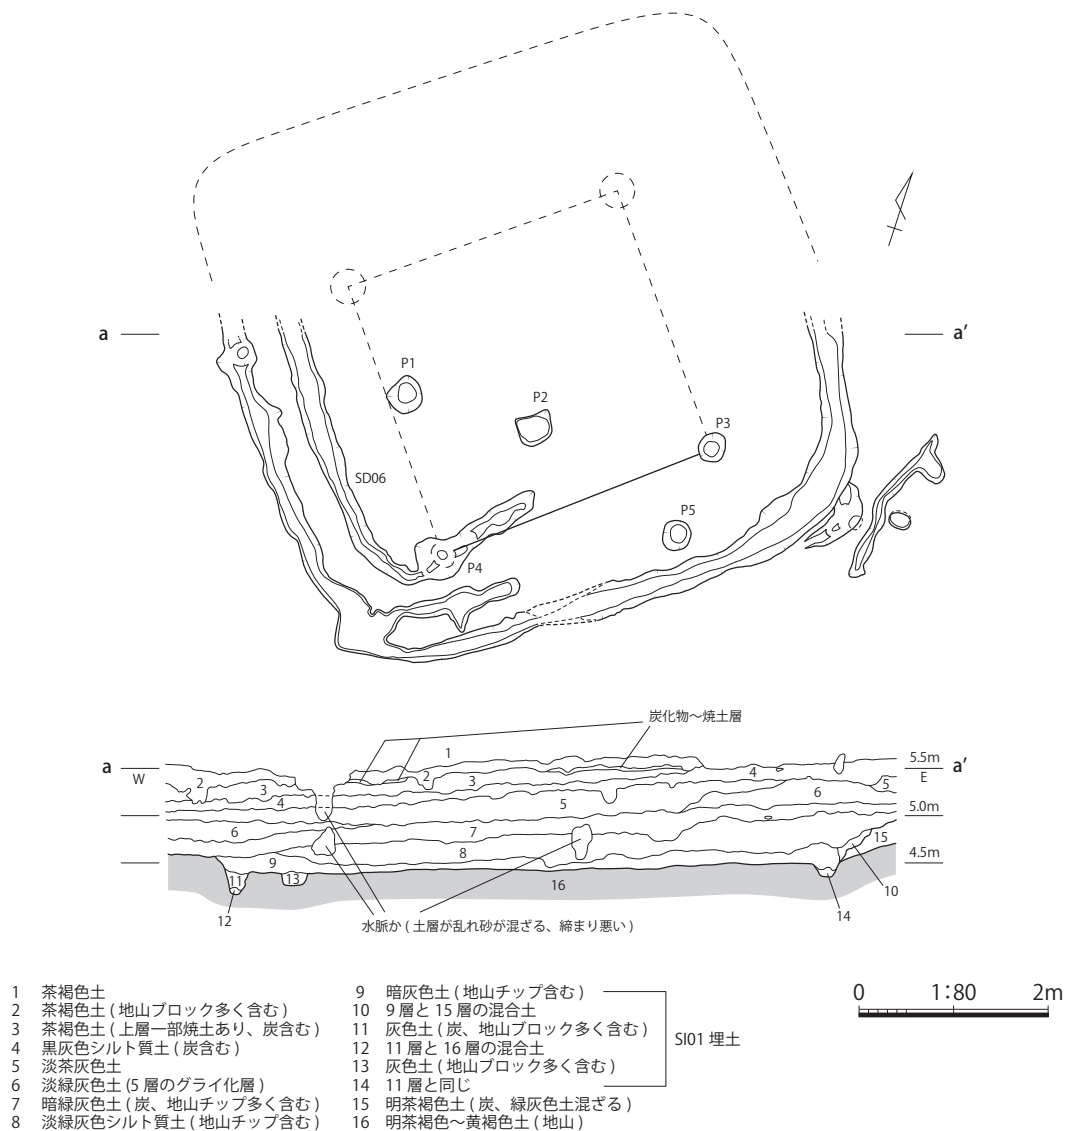 a
a′
P1
P2
P3
SD06
P5
P4
炭化物～焼土層
a
W
1
2
3
4
2
3
4
5
6
5
5.5m
E
a′
5.0m
6
7
8
15
4.5m
9
11
13
16
10
12
14
水脈か ( 土層が乱れ砂が混ざる、締まり悪い )
1 茶褐色土
2 茶褐色土 ( 地山ブロック多く含む )
3 茶褐色土 ( 上層一部焼土あり、炭含む )
4 黒灰色シルト質土 ( 炭含む )
5 淡茶灰色土
6 淡緑灰色土 (5 層のグライ化層 )
7 暗緑灰色土 ( 炭、地山チップ多く含む )
8 淡緑灰色シルト質土 ( 地山チップ含む )
9 暗灰色土 ( 地山チップ含む )
10 9 層と 15 層の混合土
11 灰色土 ( 炭、地山ブロック多く含む )
12 11 層と 16 層の混合土
13 灰色土 ( 地山ブロック多く含む )
14 11 層と同じ
15 明茶褐色土 ( 炭、緑灰色土混ざる )
16 明茶褐色～黄褐色土 ( 地山 )
SI01 埋土
0 1:80 2m